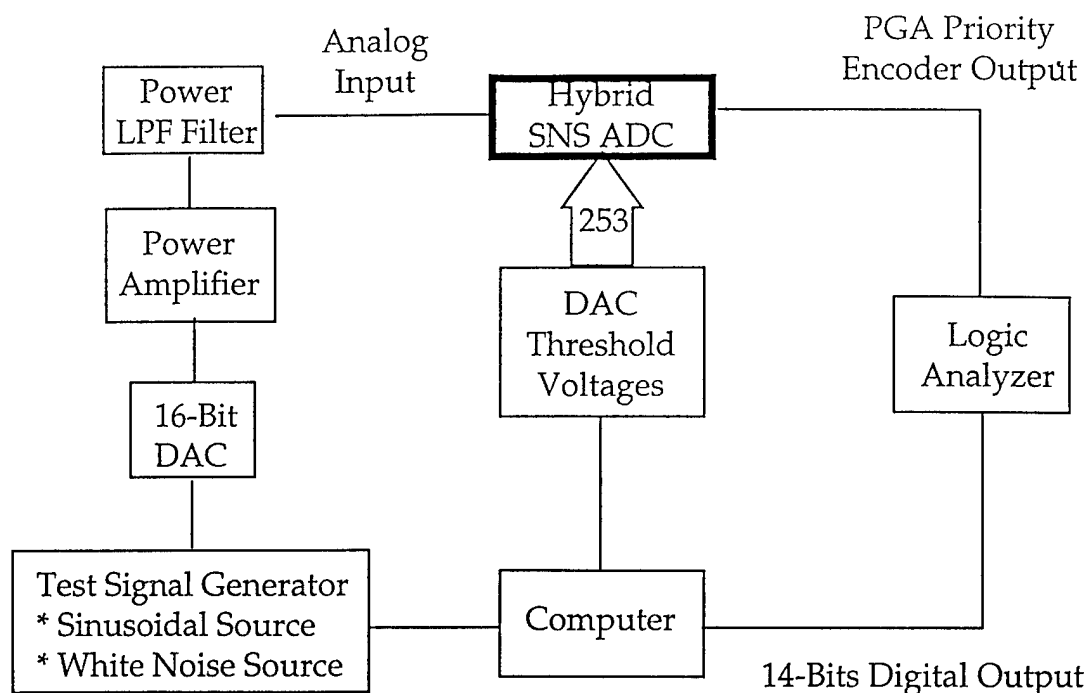 Analog
Input
PGA Priority
Encoder Output
Power
LPF Filter
Hybrid
SNS ADC
253
Power
Amplifier
DAC
Threshold
Voltages
Logic
Analyzer
16-Bit
DAC
Test Signal Generator
* Sinusoidal Source
* White Noise Source
Computer
14-Bits Digital Output